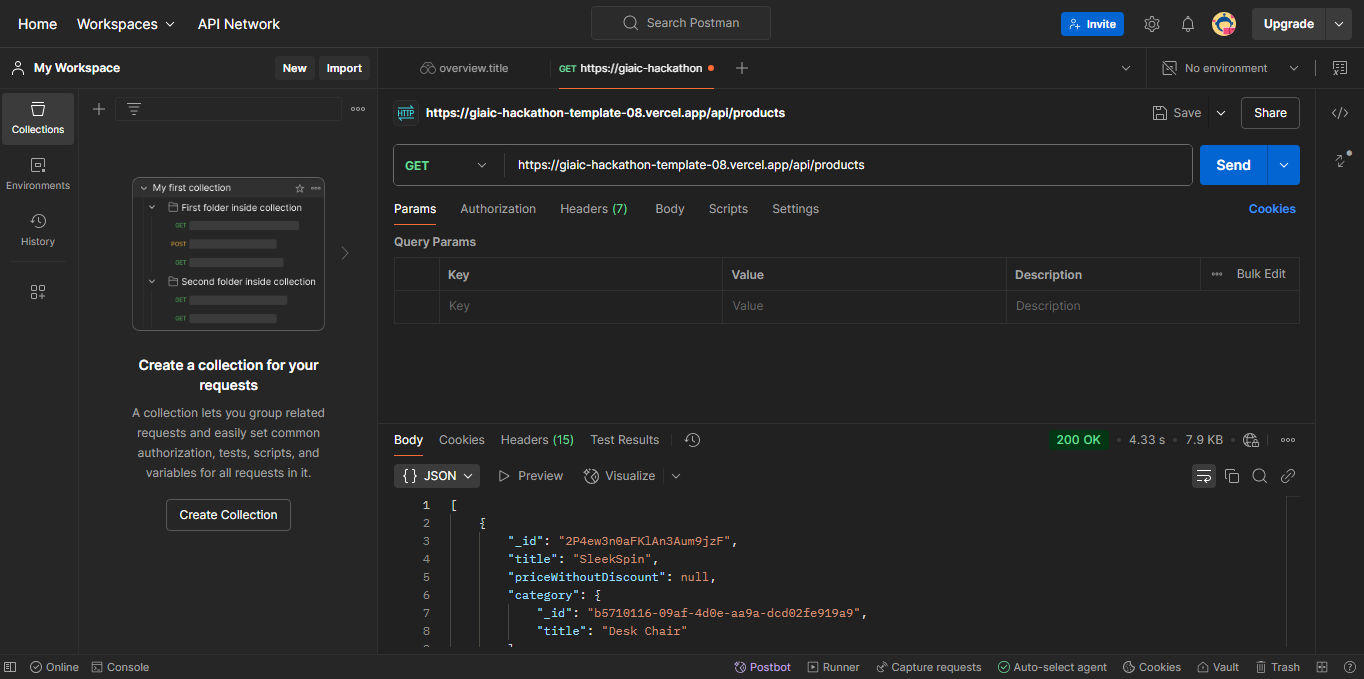 Home Workspaces API Network Search Postman Invite Upgrade
My Workspace New Import overview.title GET https://giaic-hackathon No environment
Collections
Environments
History
My first collection
First folder inside collection
GET
POST
GET
Second folder inside collection
GET
GET
Create a collection for your
requests
A collection lets you group related
requests and easily set common
authorization, tests, scripts, and
variables for all requests in it.
Create Collection
HTTP https://giaic-hackathon-template-08.vercel.app/api/products Save Share
GET https://giaic-hackathon-template-08.vercel.app/api/products Send
Params Authorization Headers (7) Body Scripts Settings Cookies
Query Params
Key Value Description Bulk Edit
Key Value Description
Body Cookies Headers (15) Test Results 200 OK 4.33 s 7.9 KB
{} JSON Preview Visualize
1 [
2 {
3 "_id": "2P4ew3n0aFKlAn3Aum9jzF",
4 "title": "SleekSpin",
5 "priceWithoutDiscount": null,
6 "category": {
7 "_id": "b5710116-09af-4d0e-aa9a-dcd02fe919a9",
8 "title": "Desk Chair"
Online Console Postbot Runner Capture requests Auto-select agent Cookies Vault Trash